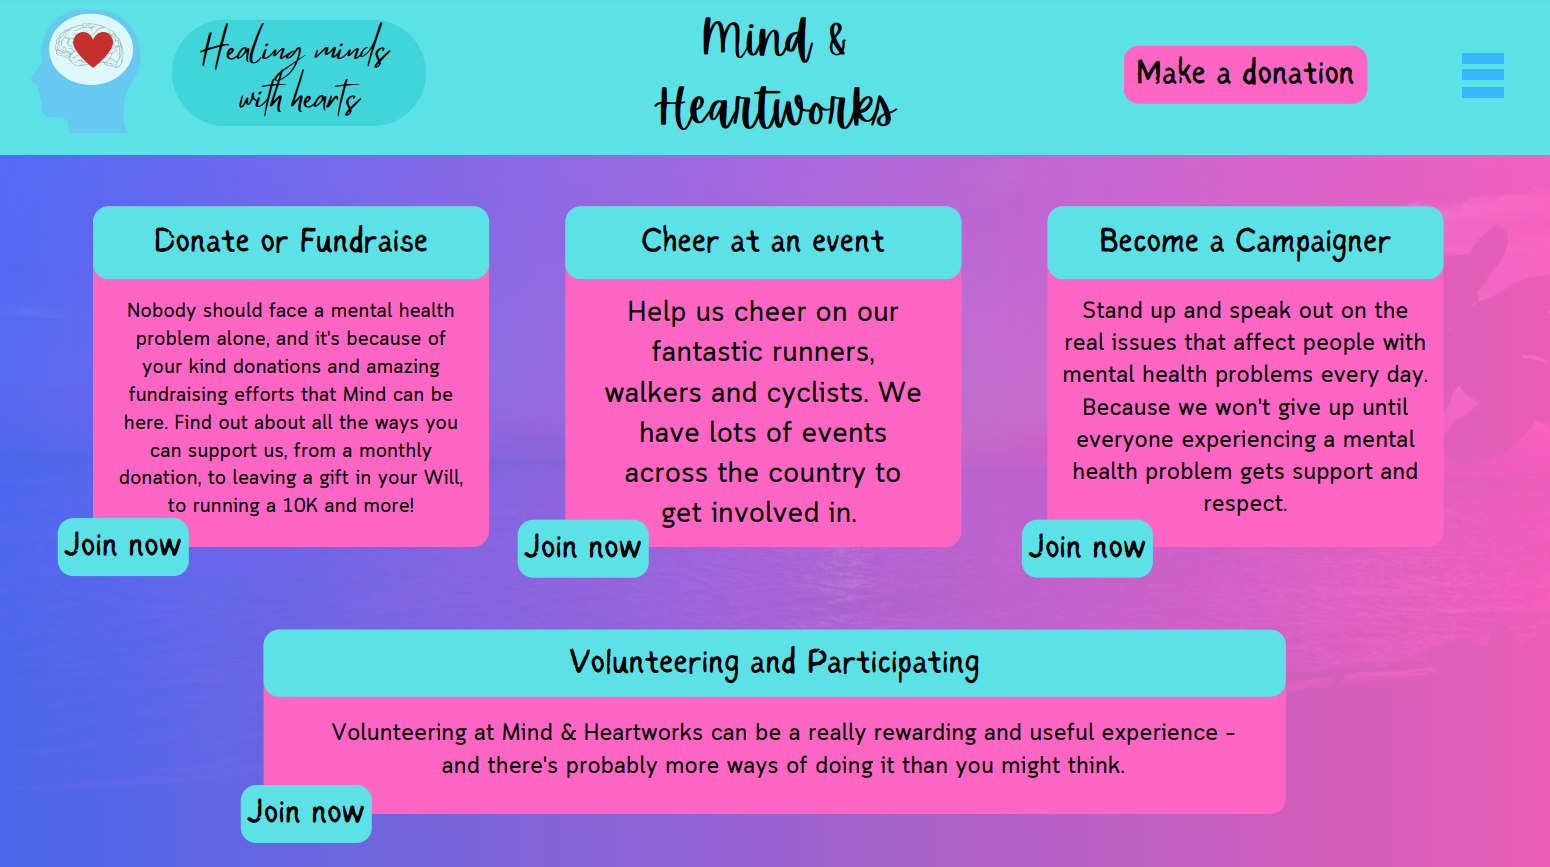 Healing minds
with hearts
Mind &
Heartworks
Make a donation
Donate or Fundraise
Nobody should face a mental health
problem alone, and it's because of
your kind donations and amazing
fundraising efforts that Mind can be
here. Find out about all the ways you
can support us, from a monthly
donation, to leaving a gift in your Will,
to running a 10K and more!
Join now
Cheer at an event
Help us cheer on our
fantastic runners,
walkers and cyclists. We
have lots of events
across the country to
get involved in.
Join now
Become a Campaigner
Stand up and speak out on the
real issues that affect people with
mental health problems every day.
Because we won't give up until
everyone experiencing a mental
health problem gets support and
respect.
Join now
Volunteering and Participating
Volunteering at Mind & Heartworks can be a really rewarding and useful experience -
and there's probably more ways of doing it than you might think.
Join now